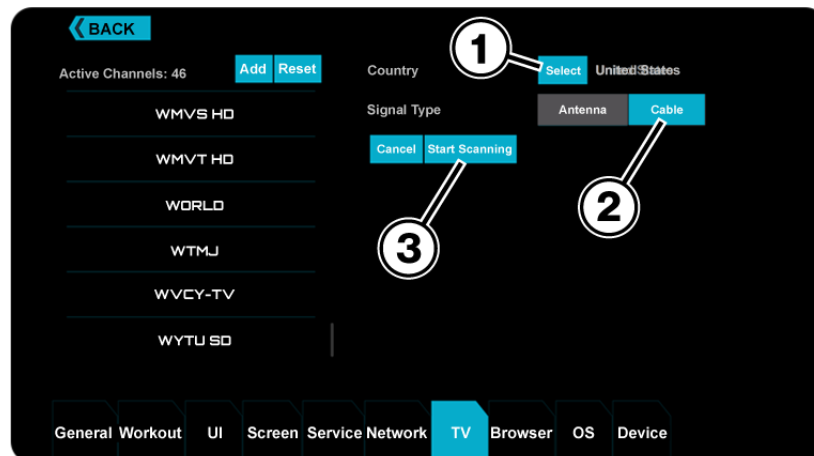 BACK
Active Channels: 46 Add Reset
WMVS HD
WMVT HD
WORLD
WTMJ
WVCY-TV
WYTU SD
Country Select United States
Signal Type Antenna Cable
Cancel Start Scanning
1
2
3
General Workout UI Screen Service Network TV Browser OS Device